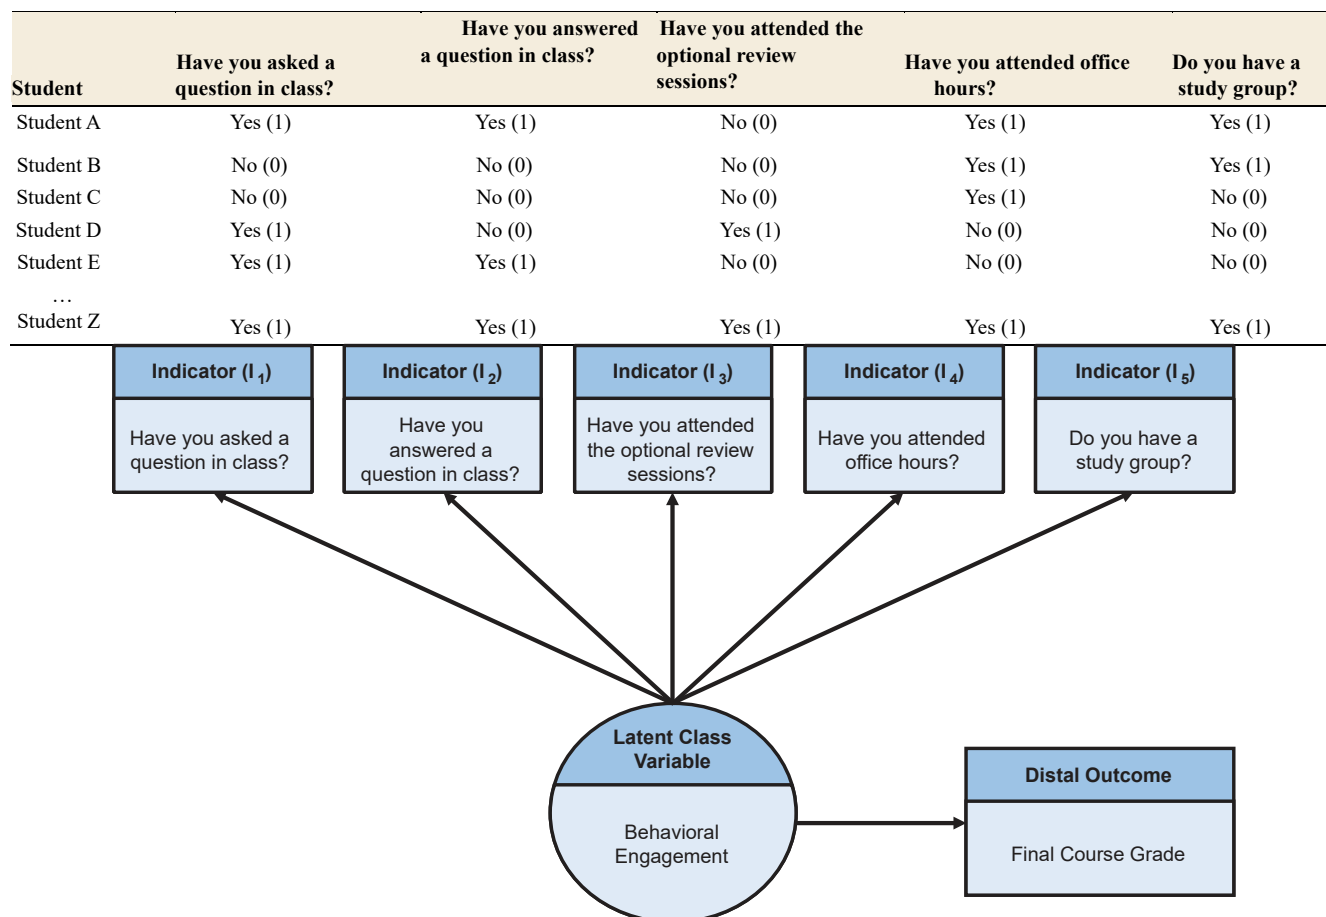 Student
Have you asked a
question in class?
Have you answered
a question in class?
Have you attended the
optional review
sessions?
Have you attended office
hours?
Do you have a
study group?
Student A Yes (1) Yes (1) No (0) Yes (1) Yes (1)
Student B No (0) No (0) No (0) Yes (1) Yes (1)
Student C No (0) No (0) No (0) Yes (1) No (0)
Student D Yes (1) No (0) Yes (1) No (0) No (0)
Student E Yes (1) Yes (1) No (0) No (0) No (0)
…
Student Z Yes (1) Yes (1) Yes (1) Yes (1) Yes (1)
Indicator (I1)
Have you asked a
question in class?
Indicator (I2)
Have you
answered a
question in class?
Indicator (I3)
Have you attended
the optional review
sessions?
Indicator (I4)
Have you attended
office hours?
Indicator (I5)
Do you have a
study group?
Latent Class
Variable
Behavioral
Engagement
Distal Outcome
Final Course Grade